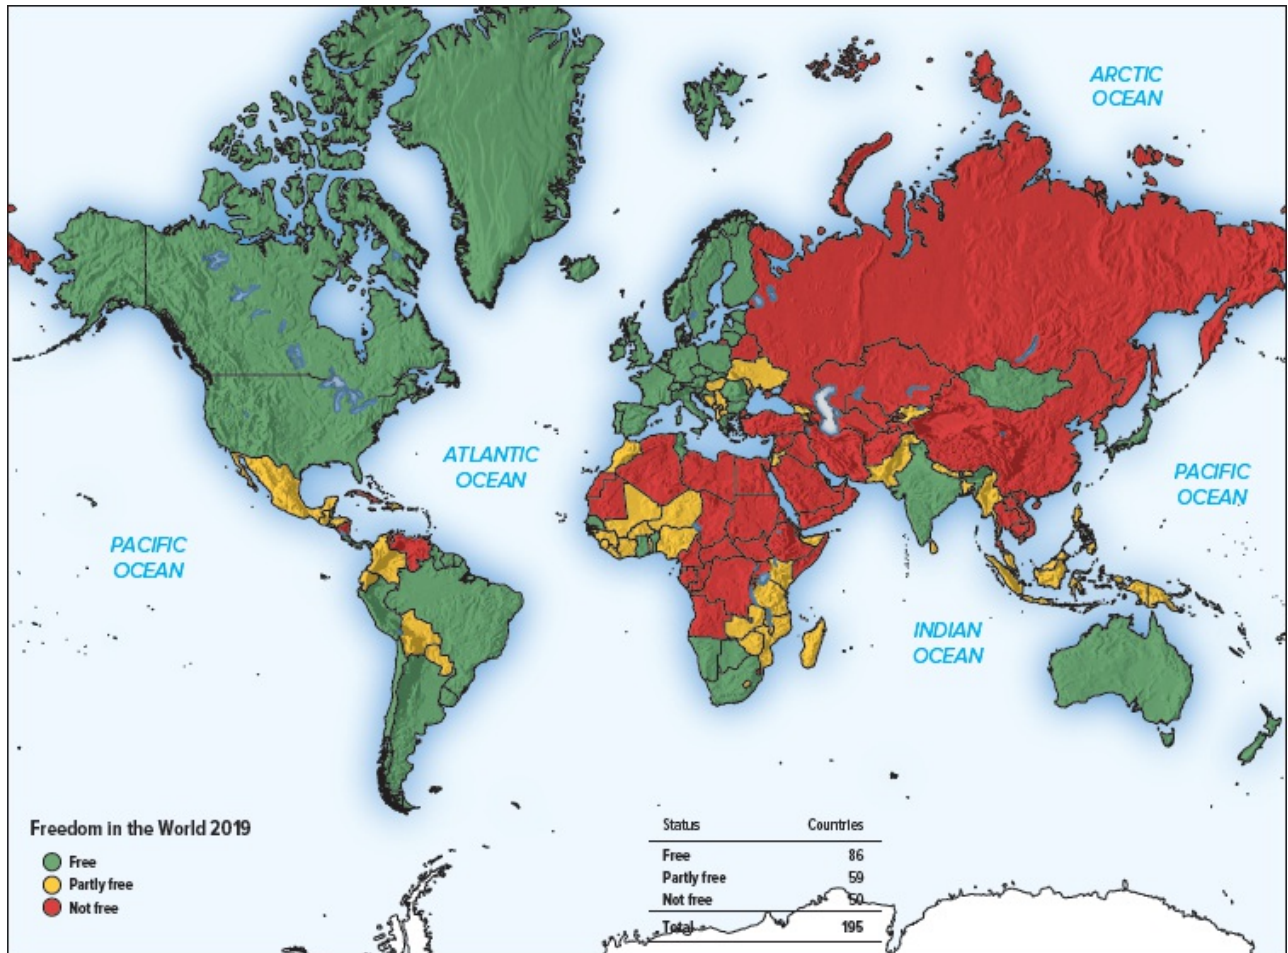 ARCTIC
OCEAN
ATLANTIC
OCEAN
PACIFIC
OCEAN
PACIFIC
OCEAN
INDIAN
OCEAN
Freedom in the World 2019
Free
Partly free
Not free
Status Countries
Free 86
Partly free 59
Not free 50
Total 195